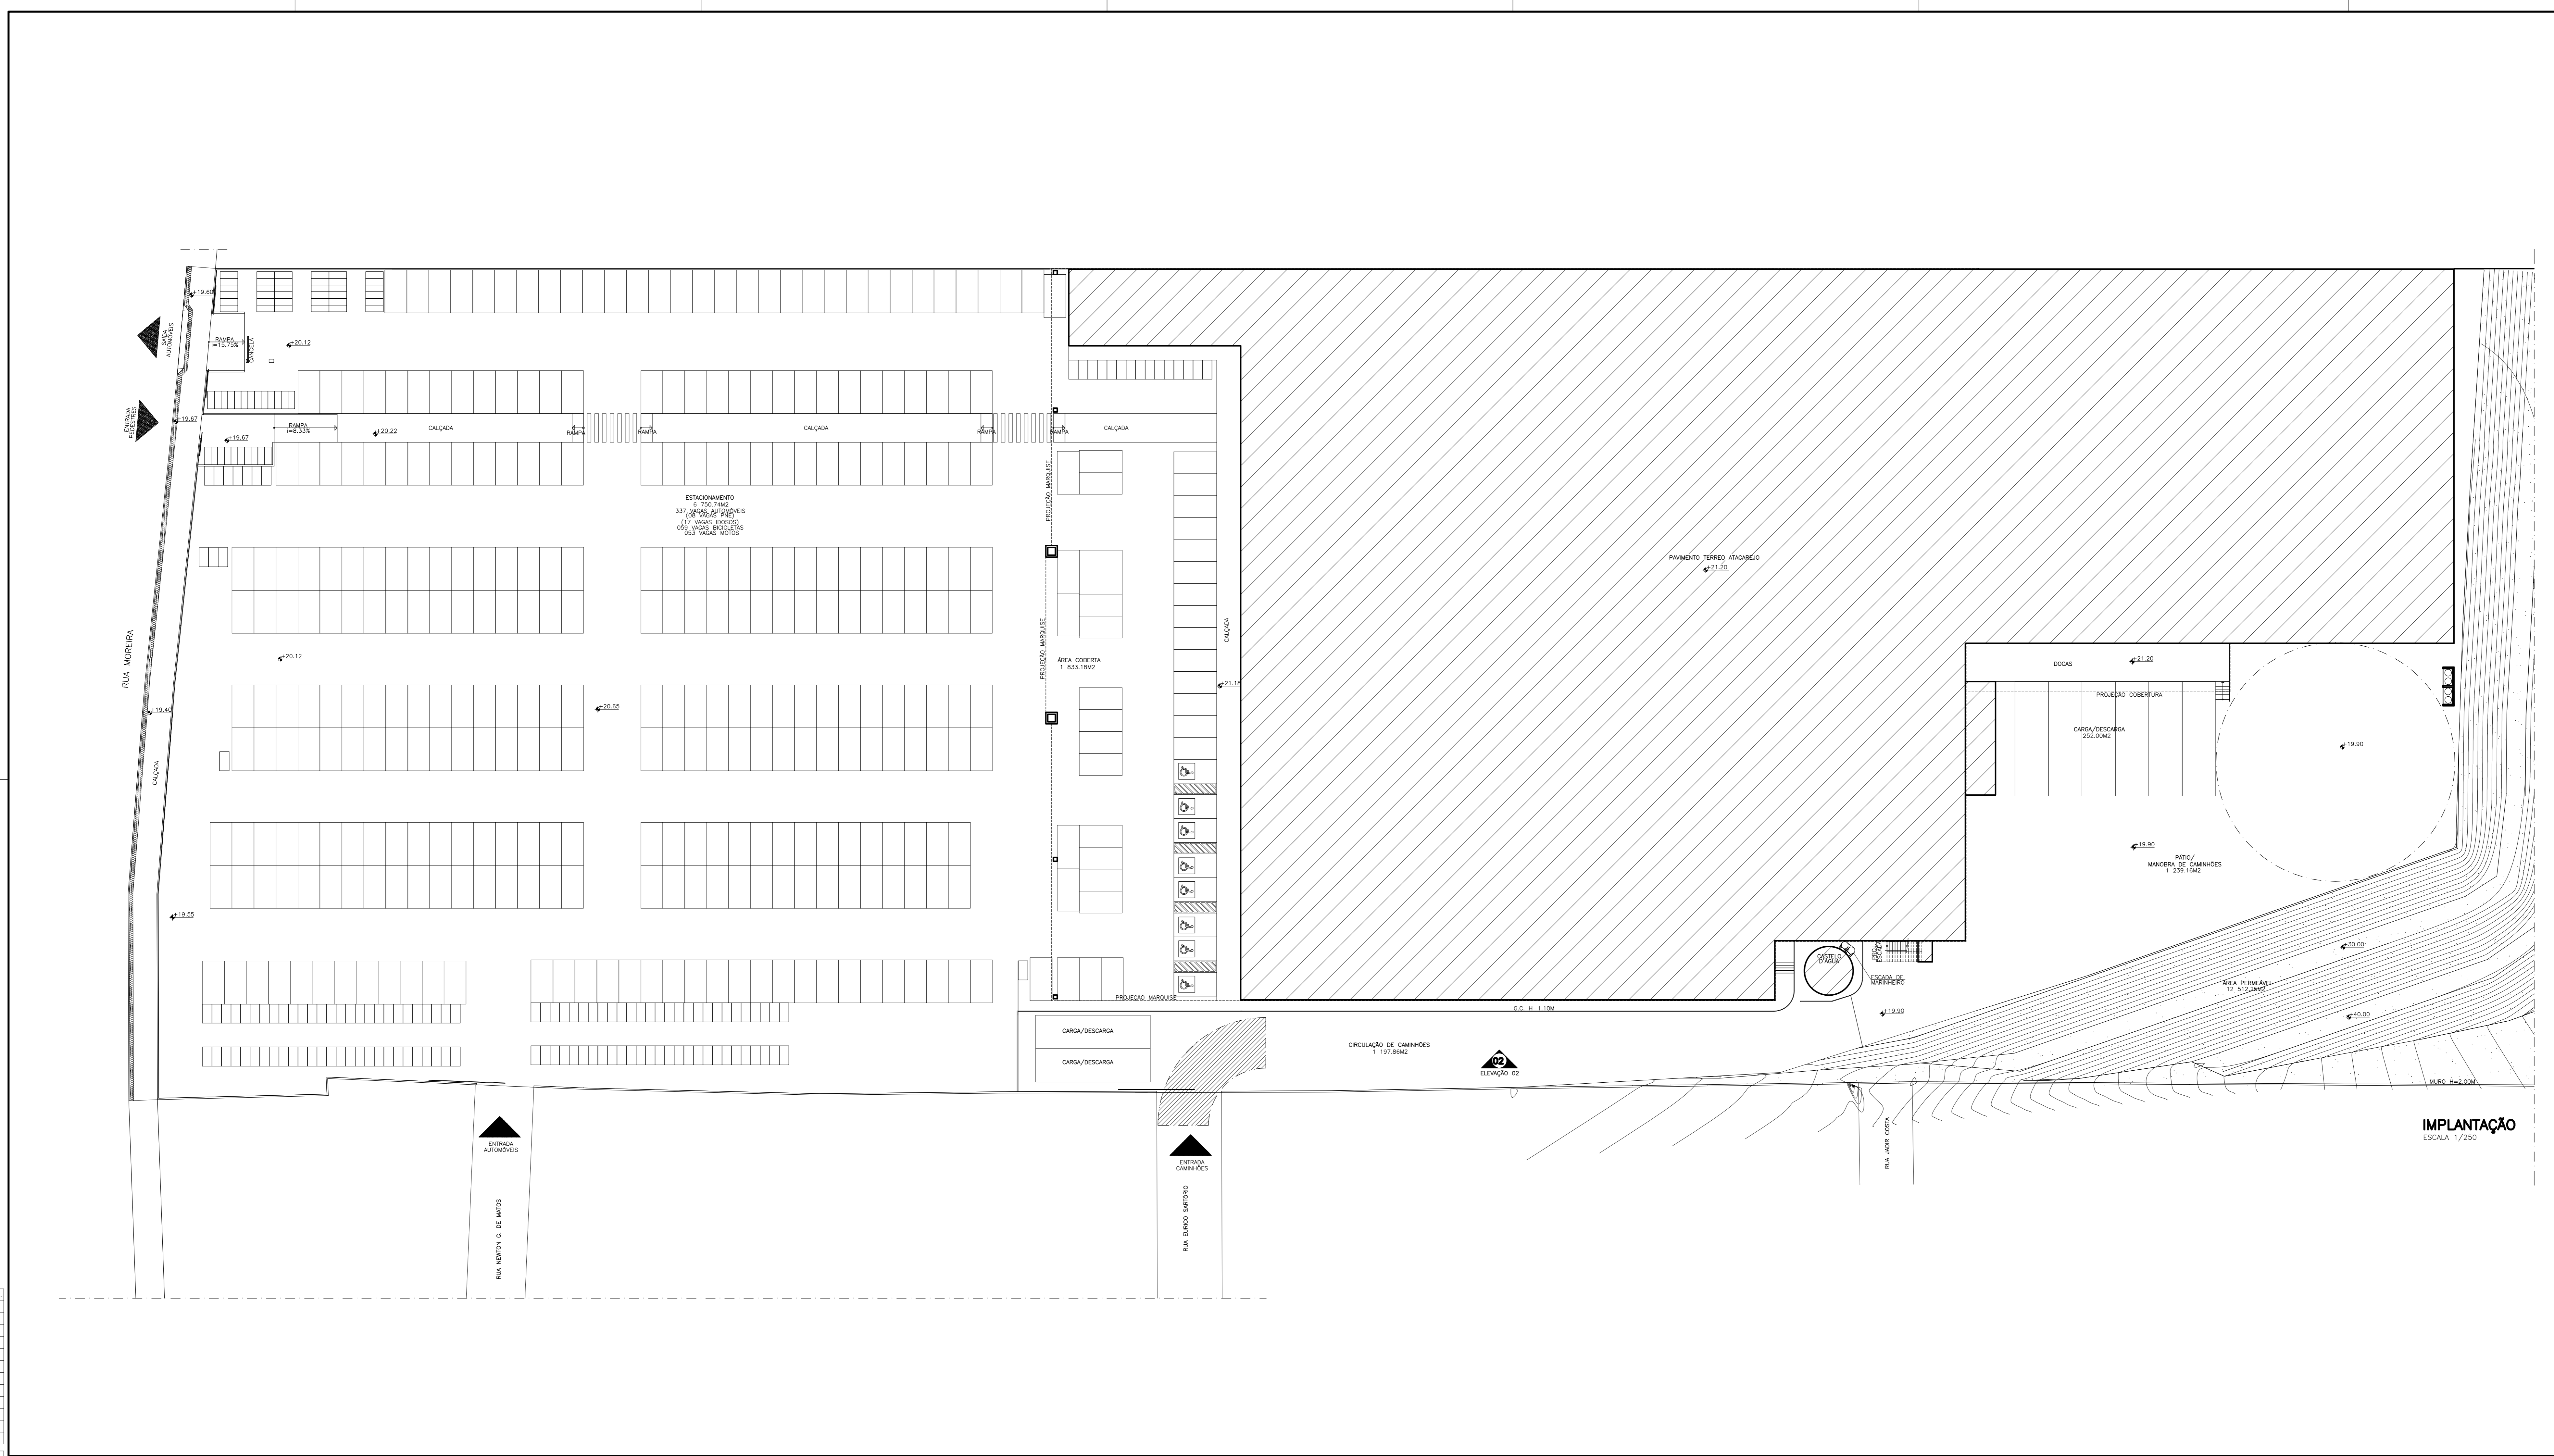 +19.60
SAÍDA
AUTOMÓVEIS
RAMPA
i=15.75%
CANCELA
+20.12
ENTRADA
PEDESTRES
+19.67
+19.67
RAMPA
i=8.33%
+20.22
CALÇADA
RAMPA
RAMPA
CALÇADA
RAMPA
RAMPA
CALÇADA
PROJEÇÃO MARQUISE
ESTACIONAMENTO
6 750.74M2
337 VAGAS AUTOMÓVEIS
(08 VAGAS PNE)
(17 VAGAS IDOSOS)
059 VAGAS BICICLETAS
053 VAGAS MOTOS
PAVIMENTO TÉRREO ATACAREJO
+21.20
RUA MOREIRA
+20.12
PROJEÇÃO MARQUISE
ÁREA COBERTA
1 833.18M2
CALÇADA
+21.18
+19.40
+20.65
CALÇADA
+19.55
DOCAS
+21.20
PROJEÇÃO COBERTURA
CARGA/DESCARGA
252.00M2
+19.90
+19.90
PÁTIO/
MANOBRA DE CAMINHÕES
1 239.16M2
PROJEÇÃO MARQUISE
CASTELO
D'ÁGUA
PROJ.
ESCADA
ESCADA DE
MARINHEIRO
+30.00
ÁREA PERMEÁVEL
12 512.25M2
G.C. H=1.10M
+19.90
+40.00
CARGA/DESCARGA
CARGA/DESCARGA
CIRCULAÇÃO DE CAMINHÕES
1 197.86M2
02
ELEVAÇÃO 02
MURO H=2.00M
ENTRADA
AUTOMÓVEIS
RUA NEWTON G. DE MATOS
ENTRADA
CAMINHÕES
RUA EURICO SARTÓRIO
RUA JADIR COSTA
IMPLANTAÇÃO
ESCALA 1/250